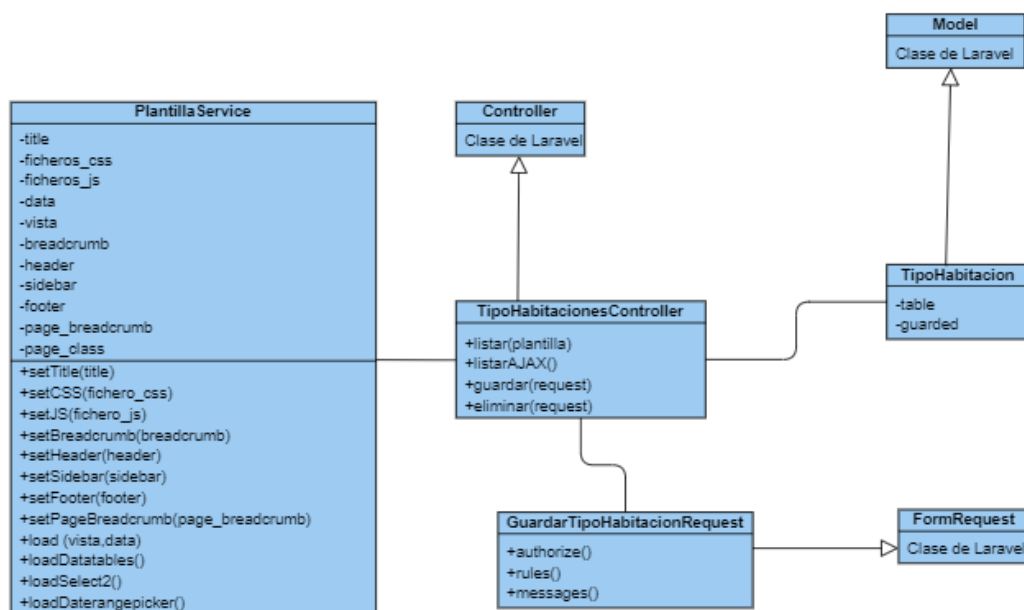 Model
Clase de Laravel
PlantillaService
-title
-ficheros_css
-ficheros_js
-data
-vista
-breadcrumb
-header
-sidebar
-footer
-page_breadcrumb
-page_class
+setTitle(title)
+setCSS(fichero_css)
+setJS(fichero_js)
+setBreadcrumb(breadcrumb)
+setHeader(header)
+setSidebar(sidebar)
+setFooter(footer)
+setPageBreadcrumb(page_breadcrumb)
+load (vista,data)
+loadDatatables()
+loadSelect2()
+loadDaterangepicker()
Controller
Clase de Laravel
TipoHabitacionesController
+listar(plantilla)
+listarAJAX()
+guardar(request)
+eliminar(request)
TipoHabitacion
-table
-guarded
GuardarTipoHabitacionRequest
+authorize()
+rules()
+messages()
FormRequest
Clase de Laravel